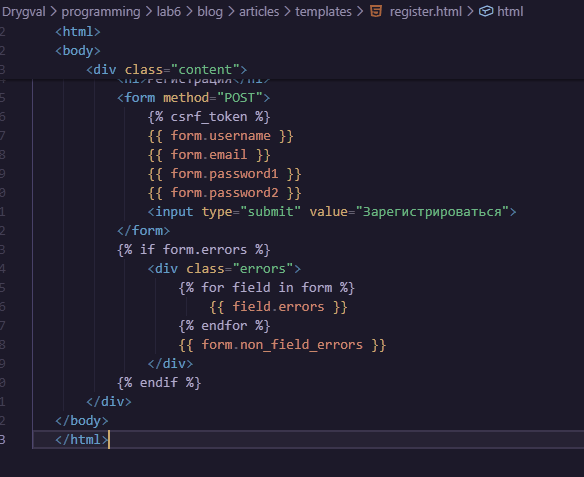 Drygval > programming > lab6 > blog > articles > templates > register.html > html
<html>
<body>
<div class="content">
<h1>Регистрация</h1>
<form method="POST">
{% csrf_token %}
{{ form.username }}
{{ form.email }}
{{ form.password1 }}
{{ form.password2 }}
<input type="submit" value="Зарегистрироваться">
</form>
{% if form.errors %}
<div class="errors">
{% for field in form %}
{{ field.errors }}
{% endfor %}
{{ form.non_field_errors }}
</div>
{% endif %}
</div>
</body>
</html>